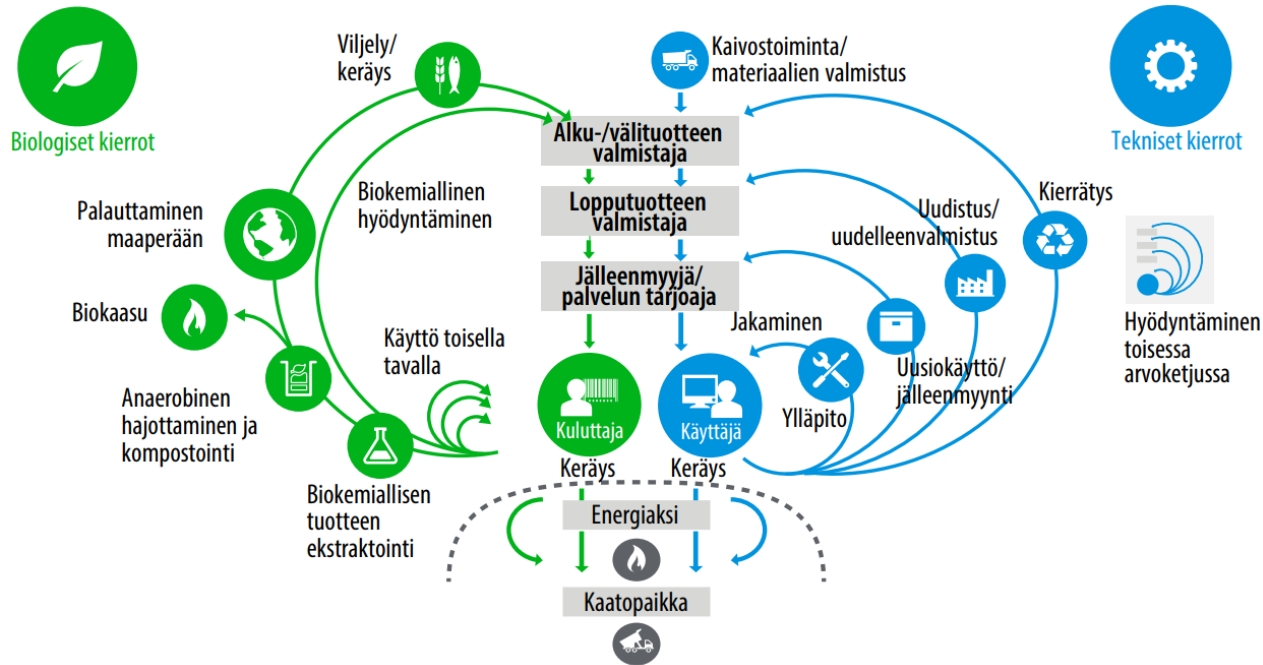 Viljely/
keräys
Kaivostoiminta/
materiaalien valmistus
Biologiset kierrot
Tekniset kierrot
Alku-/välituotteen
valmistaja
Biokemiallinen
hyödyntäminen
Lopputuotteen
valmistaja
Kierrätys
Palauttaminen
maaperään
Uudistus/
uudelleenvalmistus
Jälleenmyyjä/
palvelun tarjoaja
Biokaasu
Jakaminen
Hyödyntäminen
toisessa
arvoketjussa
Käyttö toisella
tavalla
Uusiokäyttö/
jälleenmyynti
Anaerobinen
hajottaminen ja
kompostointi
Ylläpito
Kuluttaja
Käyttäjä
Keräys
Keräys
Biokemiallisen
tuotteen
ekstraktointi
Energiaksi
Kaatopaikka